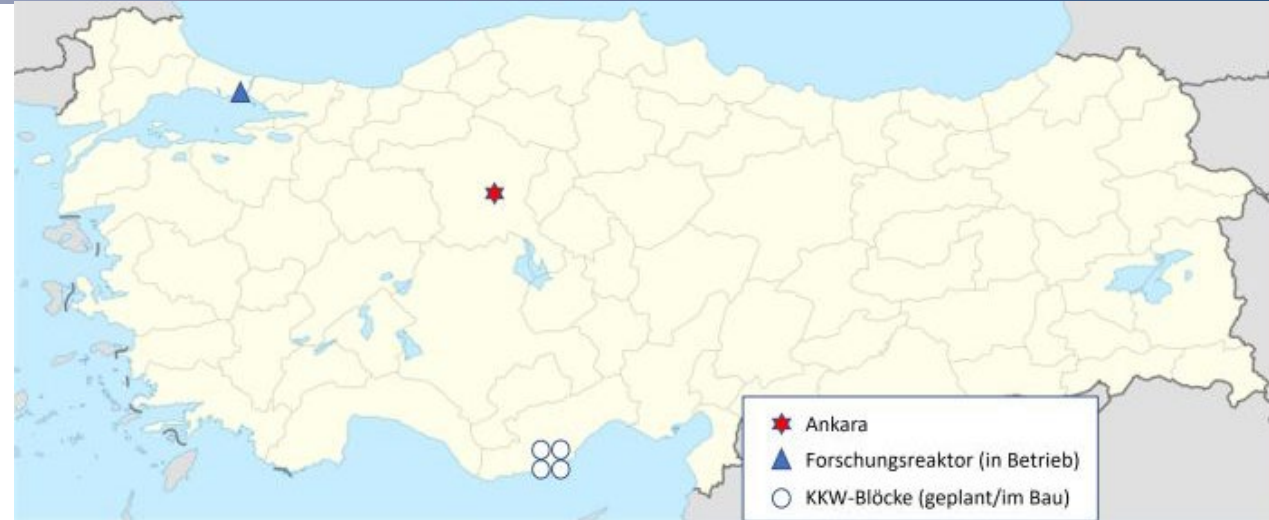 Ankara
Forschungsreaktor (in Betrieb)
KKW-Blöcke (geplant/im Bau)